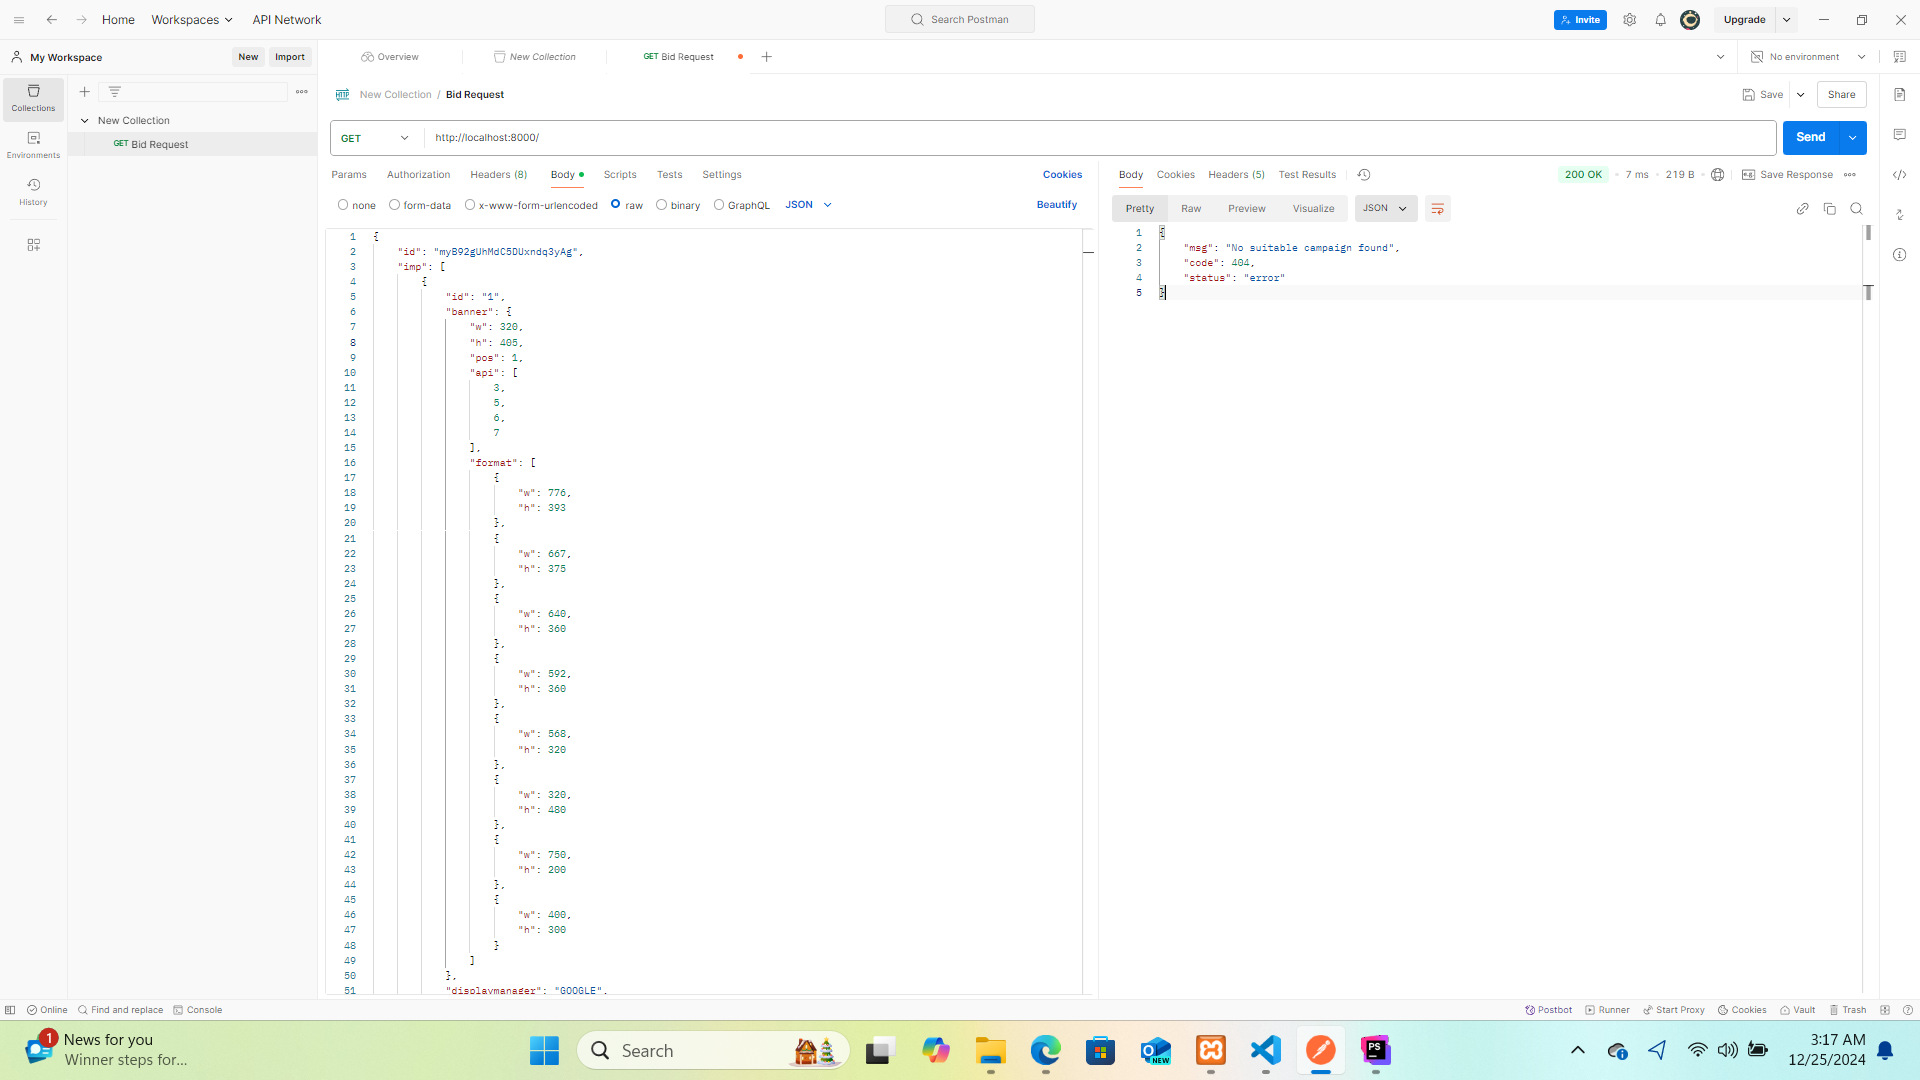 Home
Workspaces
API Network
Search Postman
Invite
Upgrade
My Workspace
New
Import
Overview
New Collection
GET Bid Request
No environment
Collections
Environments
History
New Collection
GET Bid Request
HTTP
New Collection / Bid Request
Save
Share
GET
http://localhost:8000/
Send
Params
Authorization
Headers (8)
Body
Scripts
Tests
Settings
Cookies
none
form-data
x-www-form-urlencoded
raw
binary
GraphQL
JSON
Beautify
1 {
2 "id": "myB92gUhMdC5DUxndq3yAg",
3 "imp": [
4 {
5 "id": "1",
6 "banner": {
7 "w": 320,
8 "h": 405,
9 "pos": 1,
10 "api": [
11 3,
12 5,
13 6,
14 7
15 ],
16 "format": [
17 {
18 "w": 776,
19 "h": 393
20 },
21 {
22 "w": 667,
23 "h": 375
24 },
25 {
26 "w": 640,
27 "h": 360
28 },
29 {
30 "w": 592,
31 "h": 360
32 },
33 {
34 "w": 568,
35 "h": 320
36 },
37 {
38 "w": 320,
39 "h": 480
40 },
41 {
42 "w": 750,
43 "h": 200
44 },
45 {
46 "w": 400,
47 "h": 300
48 }
49 ]
50 },
51 "displaymanager": "GOOGLE",
Body
Cookies
Headers (5)
Test Results
200 OK
7 ms
219 B
Save Response
Pretty
Raw
Preview
Visualize
JSON
1 {
2 "msg": "No suitable campaign found",
3 "code": 404,
4 "status": "error"
5 }
Online
Find and replace
Console
Postbot
Runner
Start Proxy
Cookies
Vault
Trash
1
News for you
Winner steps for...
Search
NEW
PS
3:17 AM
12/25/2024